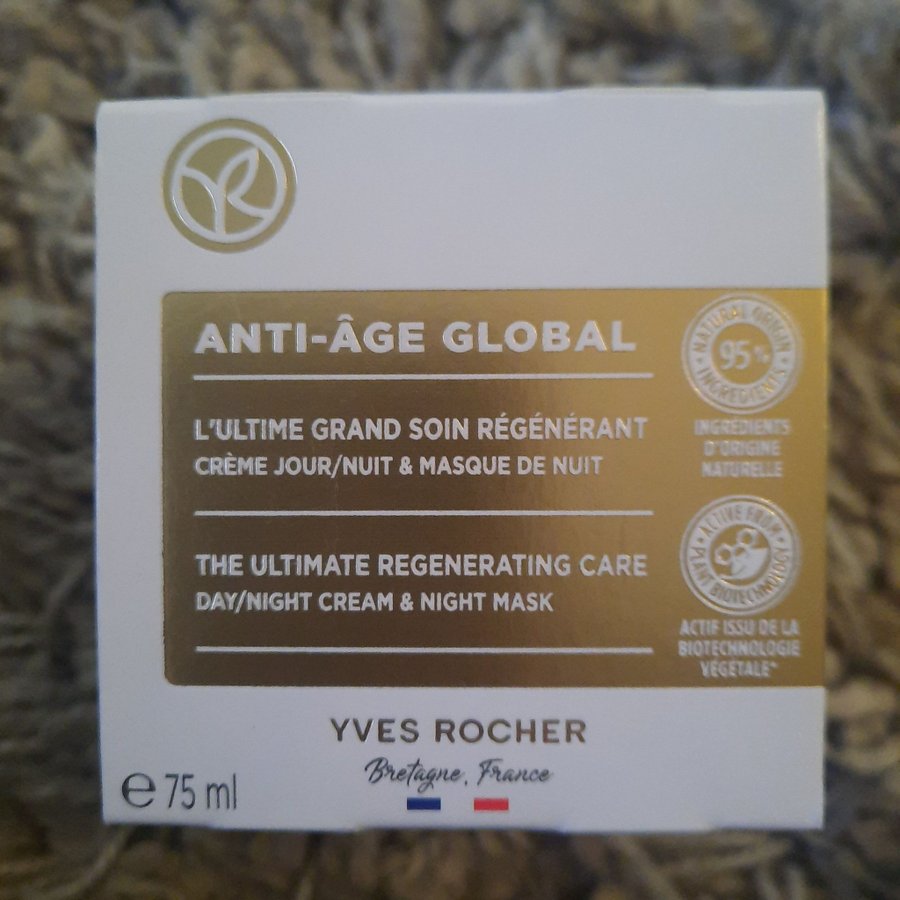 ANTI-ÂGE GLOBAL
L'ULTIME GRAND SOIN RÉGÉNÉRANT
CRÈME JOUR/NUIT & MASQUE DE NUIT
THE ULTIMATE REGENERATING CARE
DAY/NIGHT CREAM & NIGHT MASK
NATURAL ORIGIN
95%
INGREDIENTS
INGRÉDIENTS
D'ORIGINE
NATURELLE
ACTIVE FROM
PLANT BIOTECHNOLOGY
ACTIF ISSU DE LA
BIOTECHNOLOGIE
VÉGÉTALE*
YVES ROCHER
Bretagne, France
℮ 75 ml